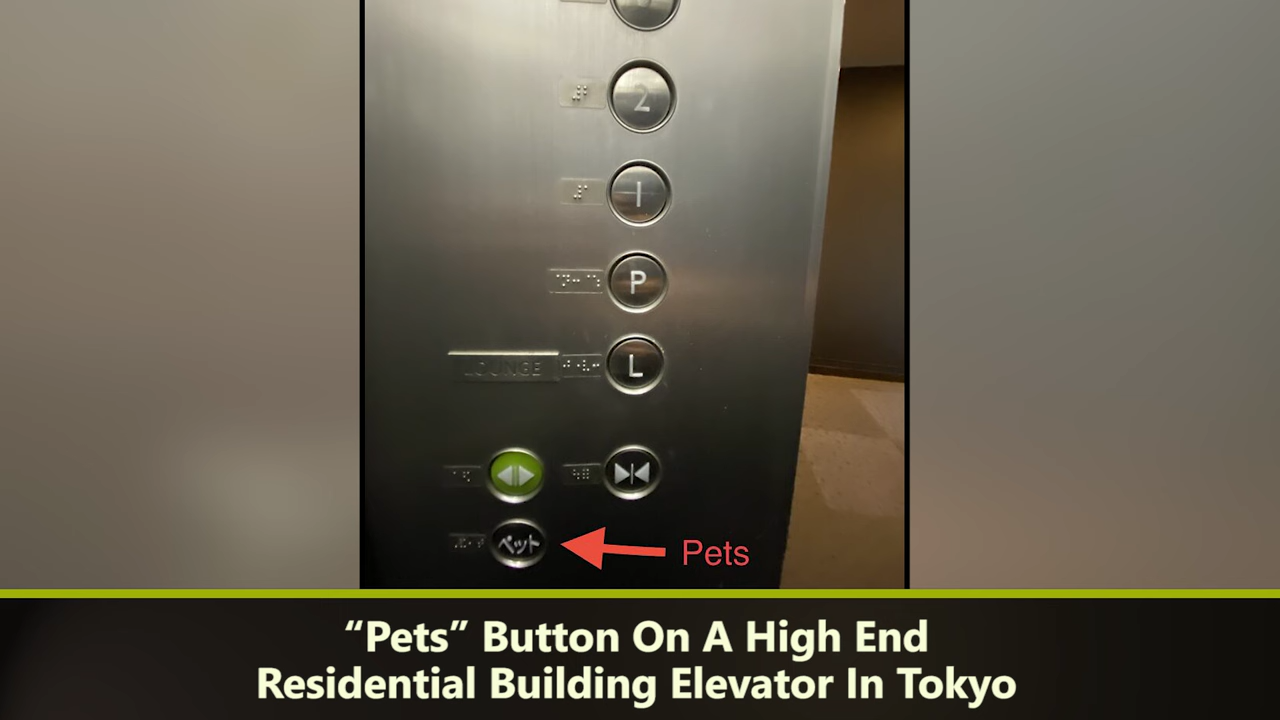 2
1
P
LOUNGE
L
ペット
Pets
“Pets” Button On A High End
Residential Building Elevator In Tokyo